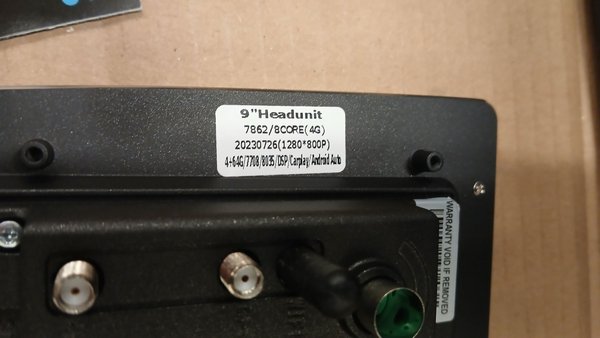 9"Headunit
7862/8CORE(4G)
20230726(1280*800P)
4+64G/7708/8035/DSP/Carplay/Android Auto
WARRANTY VOID IF REMOVED